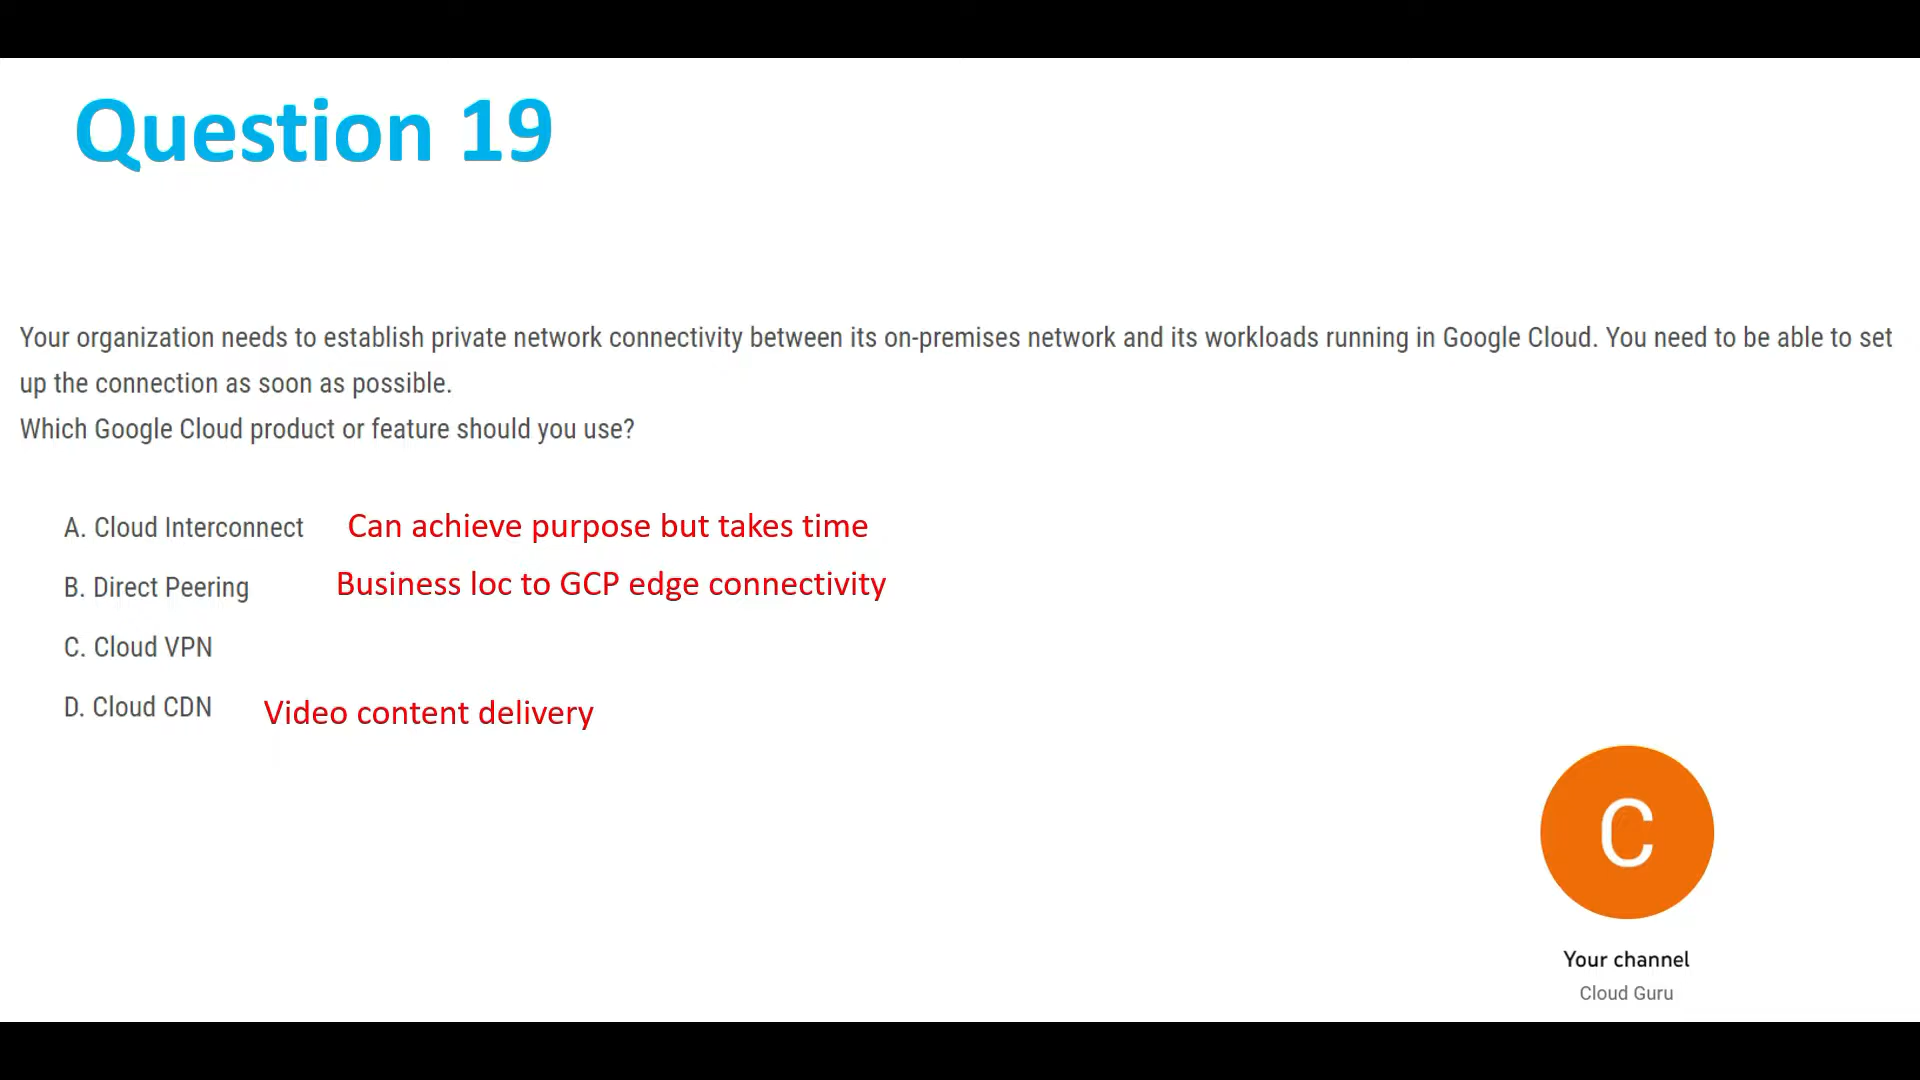 Question 19
Your organization needs to establish private network connectivity between its on-premises network and its workloads running in Google Cloud. You need to be able to set
up the connection as soon as possible.
Which Google Cloud product or feature should you use?
A. Cloud Interconnect Can achieve purpose but takes time
B. Direct Peering Business loc to GCP edge connectivity
C. Cloud VPN
D. Cloud CDN Video content delivery
C
Your channel
Cloud Guru